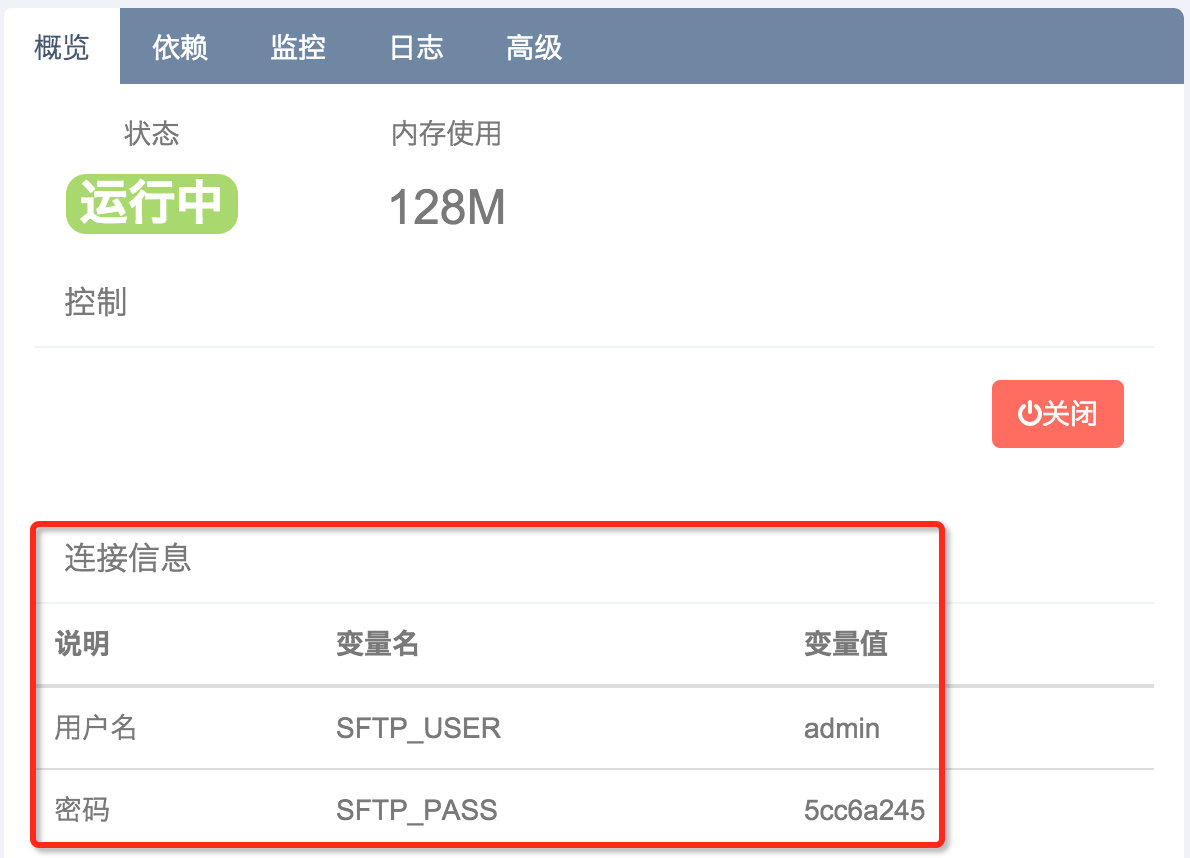 概览 依赖 监控 日志 高级
状态 内存使用
运行中 128M
控制
关闭
连接信息
说明 变量名 变量值
用户名 SFTP_USER admin
密码 SFTP_PASS 5cc6a245